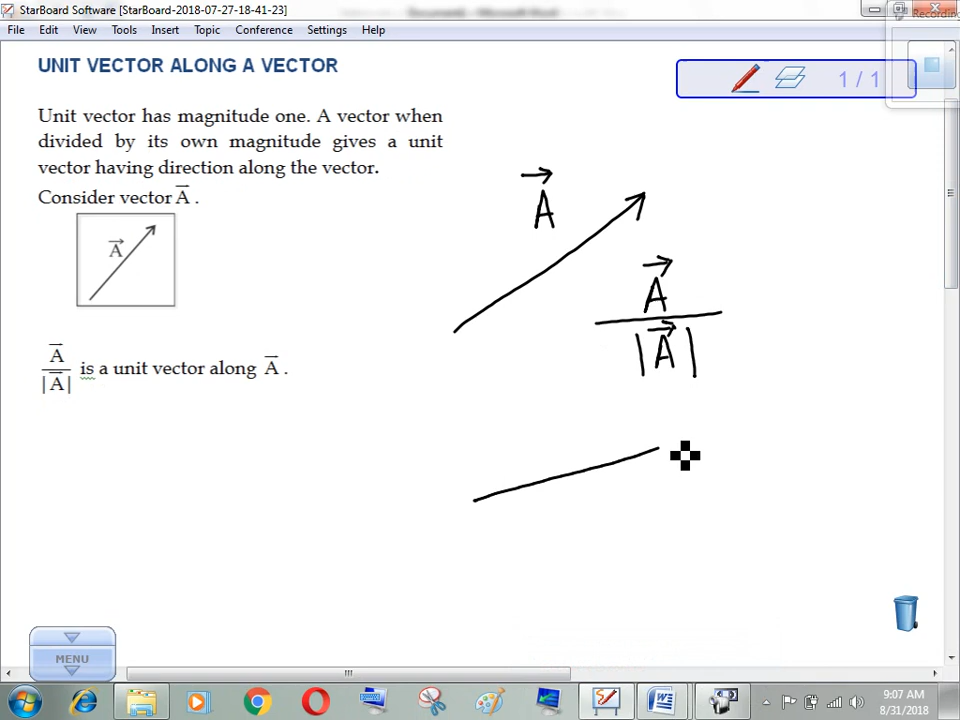 StarBoard Software [StarBoard-2018-07-27-18-41-23]
Recording
File Edit View Tools Insert Topic Conference Settings Help
UNIT VECTOR ALONG A VECTOR
1 / 1
Unit vector has magnitude one. A vector when
divided by its own magnitude gives a unit
vector having direction along the vector.
Consider vector A⃗ .
A⃗
A⃗
A⃗
|A⃗|
A⃗
|A⃗| is a unit vector along A⃗ .
MENU
9:07 AM
8/31/2018